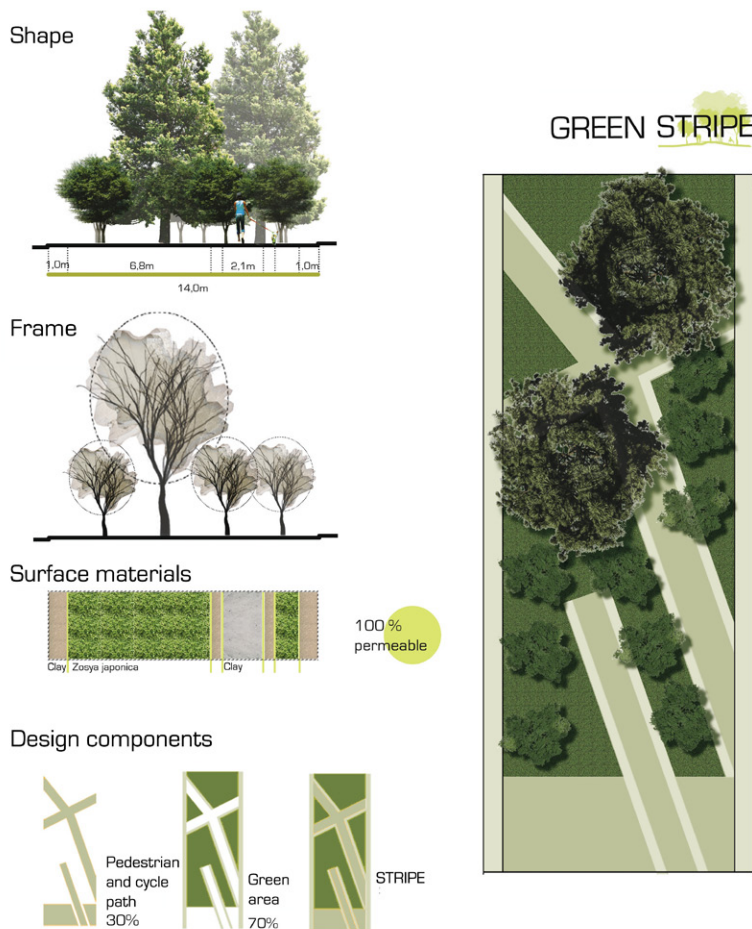 Shape
GREEN STRIPE
1,0m 6,8m 2,1m 1,0m
14,0m
Frame
Surface materials
100 %
permeable
Clay Zosya japonica Clay
Design components
Pedestrian
and cycle
path
30%
Green
area
70%
STRIPE